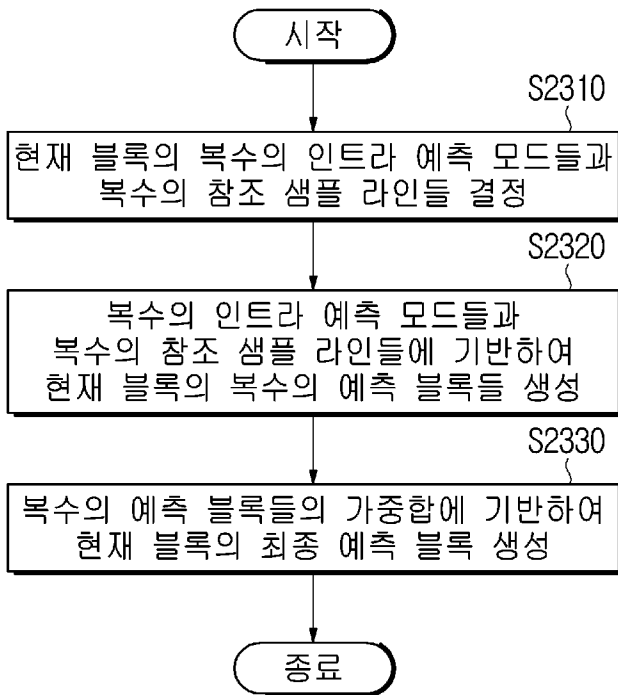 시작
S2310
현재 블록의 복수의 인트라 예측 모드들과
복수의 참조 샘플 라인들 결정
S2320
복수의 인트라 예측 모드들과
복수의 참조 샘플 라인들에 기반하여
현재 블록의 복수의 예측 블록들 생성
S2330
복수의 예측 블록들의 가중합에 기반하여
현재 블록의 최종 예측 블록 생성
종료